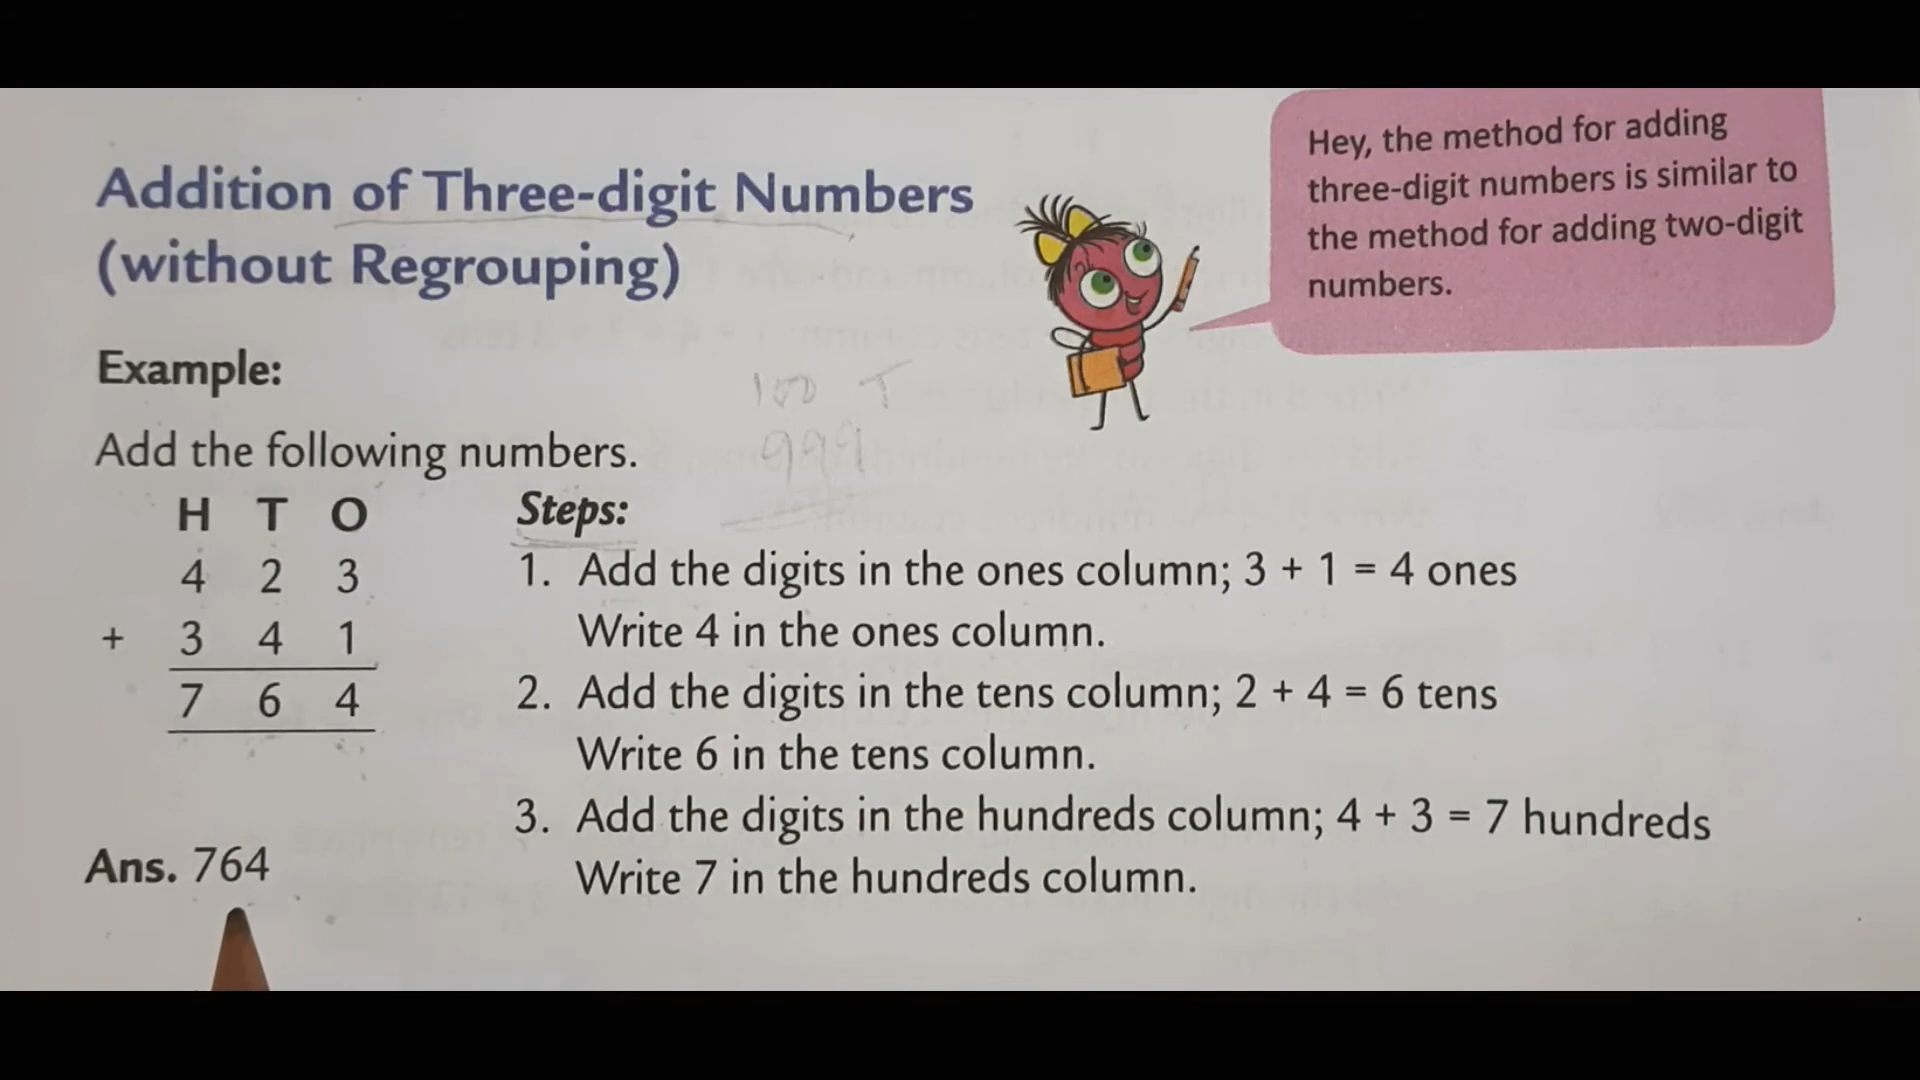 Hey, the method for adding
three-digit numbers is similar to
the method for adding two-digit
numbers.
Addition of Three-digit Numbers
(without Regrouping)
Example:
100 T
999
Add the following numbers.
H T O
4 2 3
+ 3 4 1
7 6 4
Ans. 764
Steps:
1. Add the digits in the ones column; 3 + 1 = 4 ones
Write 4 in the ones column.
2. Add the digits in the tens column; 2 + 4 = 6 tens
Write 6 in the tens column.
3. Add the digits in the hundreds column; 4 + 3 = 7 hundreds
Write 7 in the hundreds column.